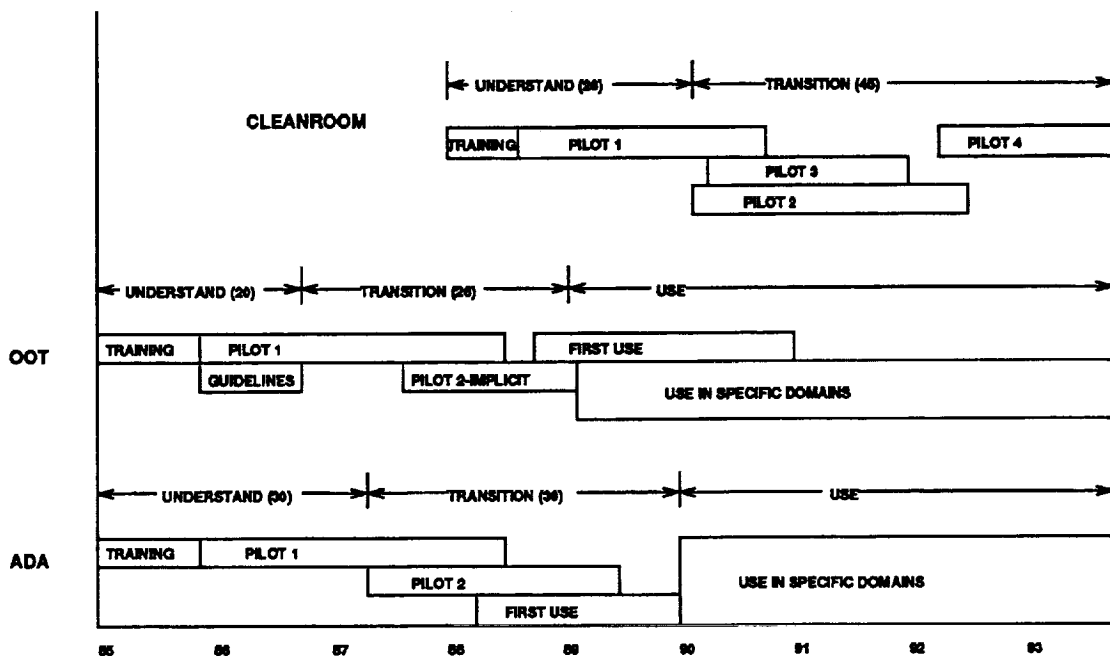 UNDERSTAND (26) TRANSITION (45)
CLEANROOM
TRAINING PILOT 1 PILOT 4
PILOT 3
PILOT 2
UNDERSTAND (20) TRANSITION (26) USE
OOT
TRAINING PILOT 1 FIRST USE
GUIDELINES PILOT 2-IMPLICIT
USE IN SPECIFIC DOMAINS
UNDERSTAND (30) TRANSITION (36) USE
ADA
TRAINING PILOT 1
PILOT 2 USE IN SPECIFIC DOMAINS
FIRST USE
85 86 87 88 89 90 91 92 93